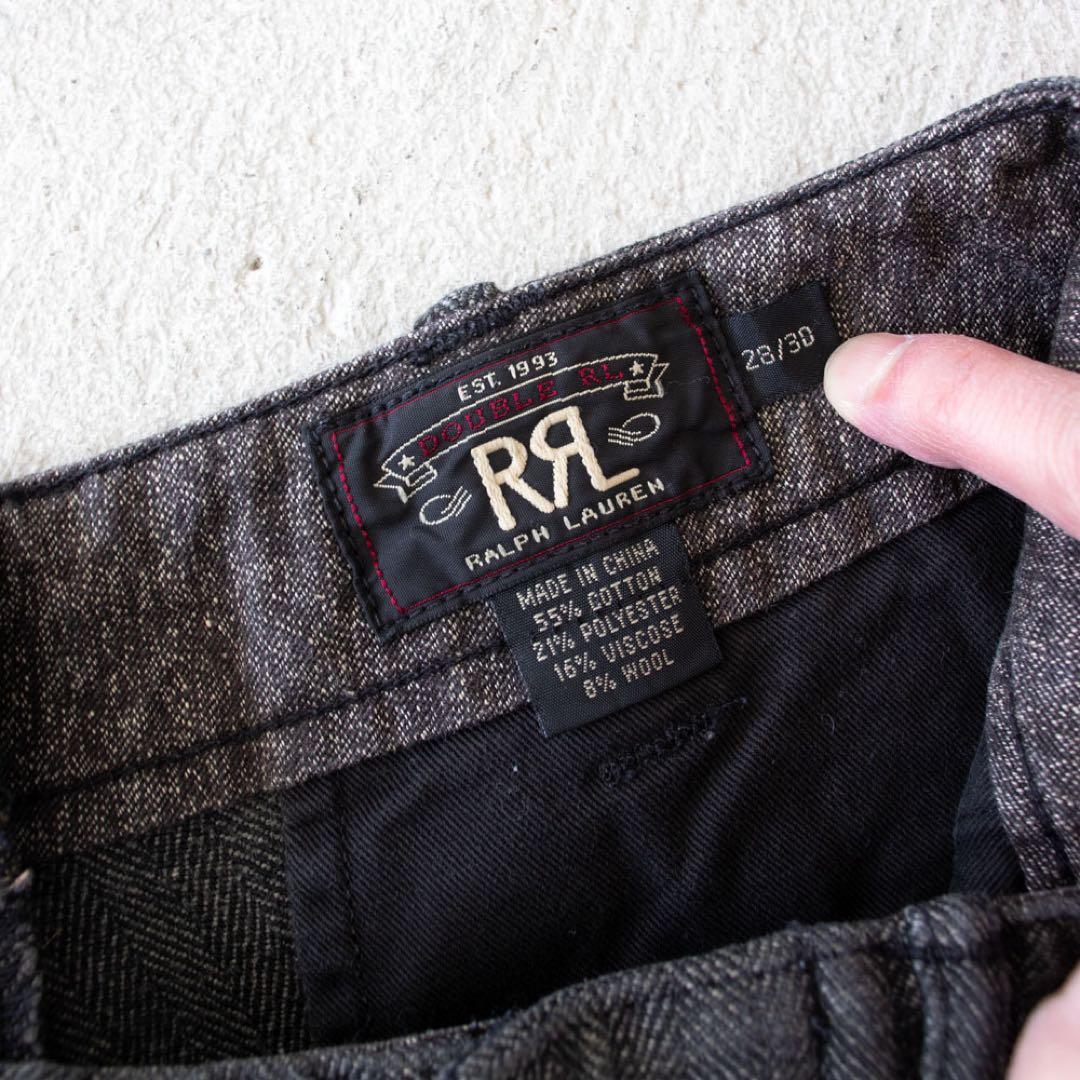 EST. 1993
DOUBLE RL
RRL
RALPH LAUREN
28/30
MADE IN CHINA
55% COTTON
21% POLYESTER
16% VISCOSE
8% WOOL